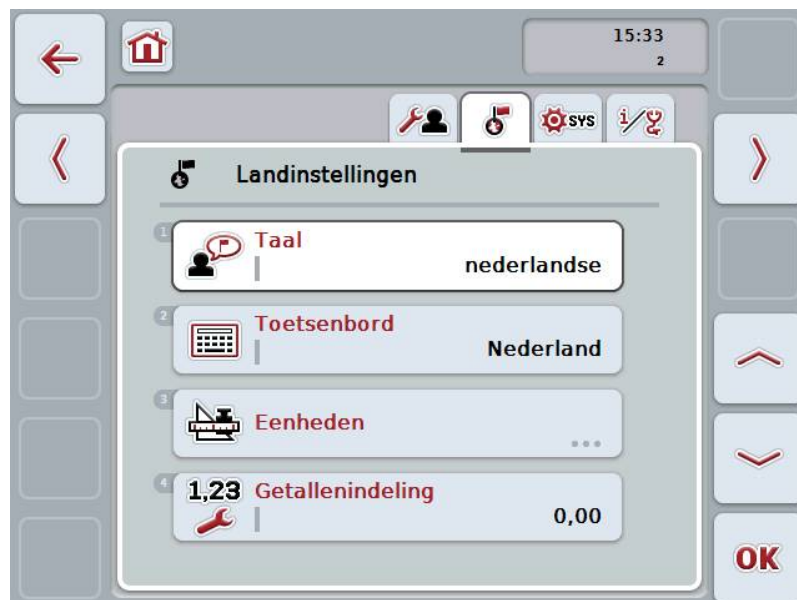 15:33
2
SYS
i/
Landinstellingen
1
Taal
nederlandse
2
Toetsenbord
Nederland
3
Eenheden
...
4
1,23
Getallenindeling
0,00
OK